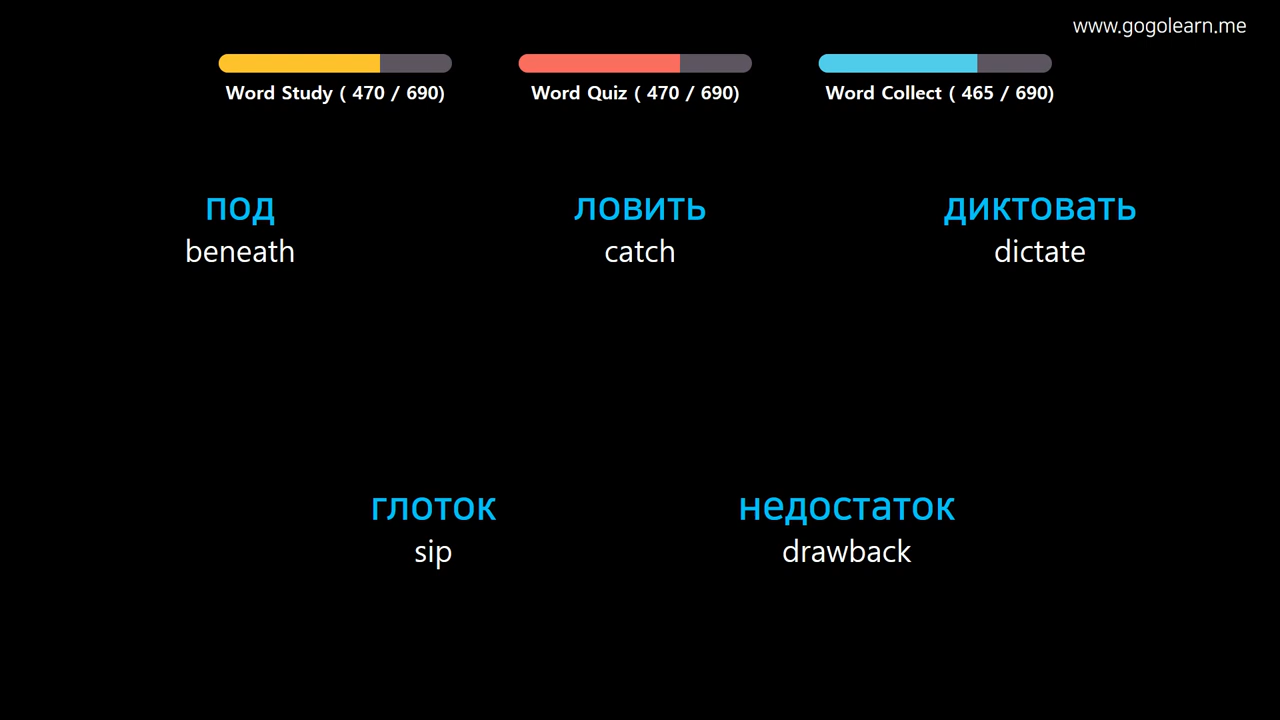 www.gogolearn.me
Word Study ( 470 / 690)
Word Quiz ( 470 / 690)
Word Collect ( 465 / 690)
под
beneath
ловить
catch
диктовать
dictate
глоток
sip
недостаток
drawback